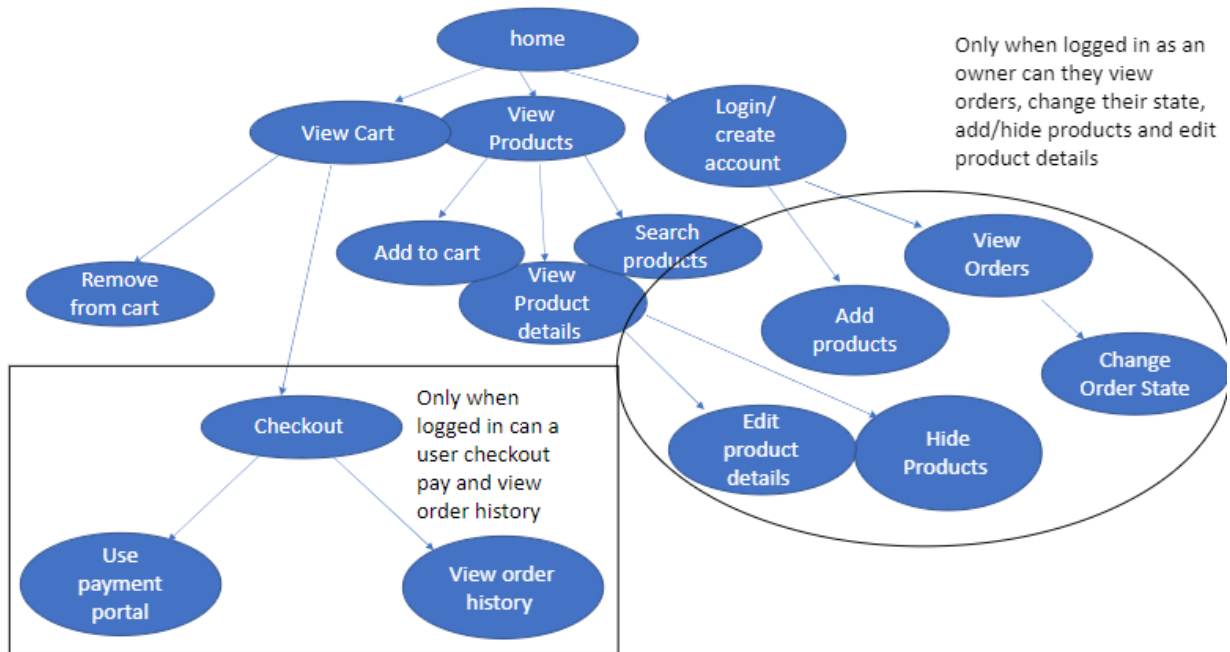 home
Only when logged in as an
owner can they view
orders, change their state,
add/hide products and edit
product details
View Cart
View
Products
Login/
create
account
Remove
from cart
Add to cart
View
Product
details
Search
products
View
Orders
Add
products
Change
Order State
Edit
product
details
Hide
Products
Checkout
Only when
logged in can a
user checkout
pay and view
order history
Use
payment
portal
View order
history